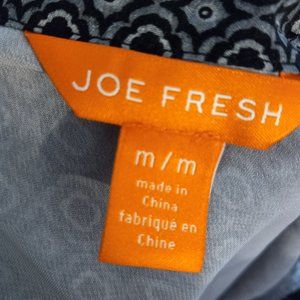 JOE FRESH
m/m
made in
China
fabriqué en
Chine